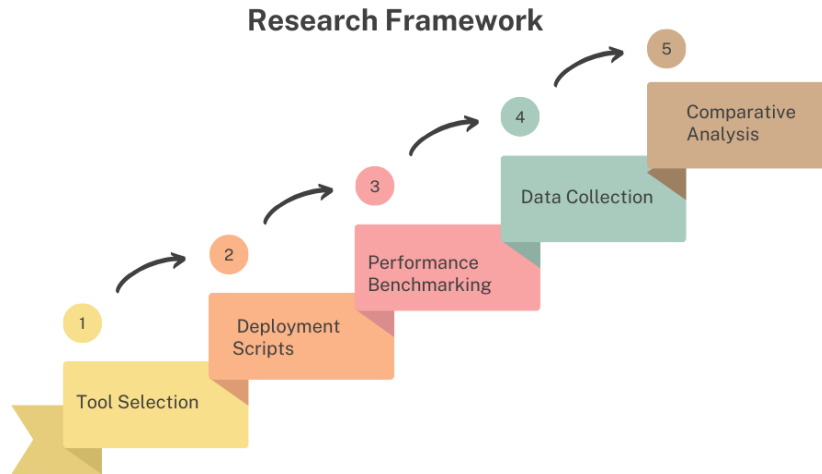 Research Framework
1
Tool Selection
2
Deployment
Scripts
3
Performance
Benchmarking
4
Data Collection
5
Comparative
Analysis